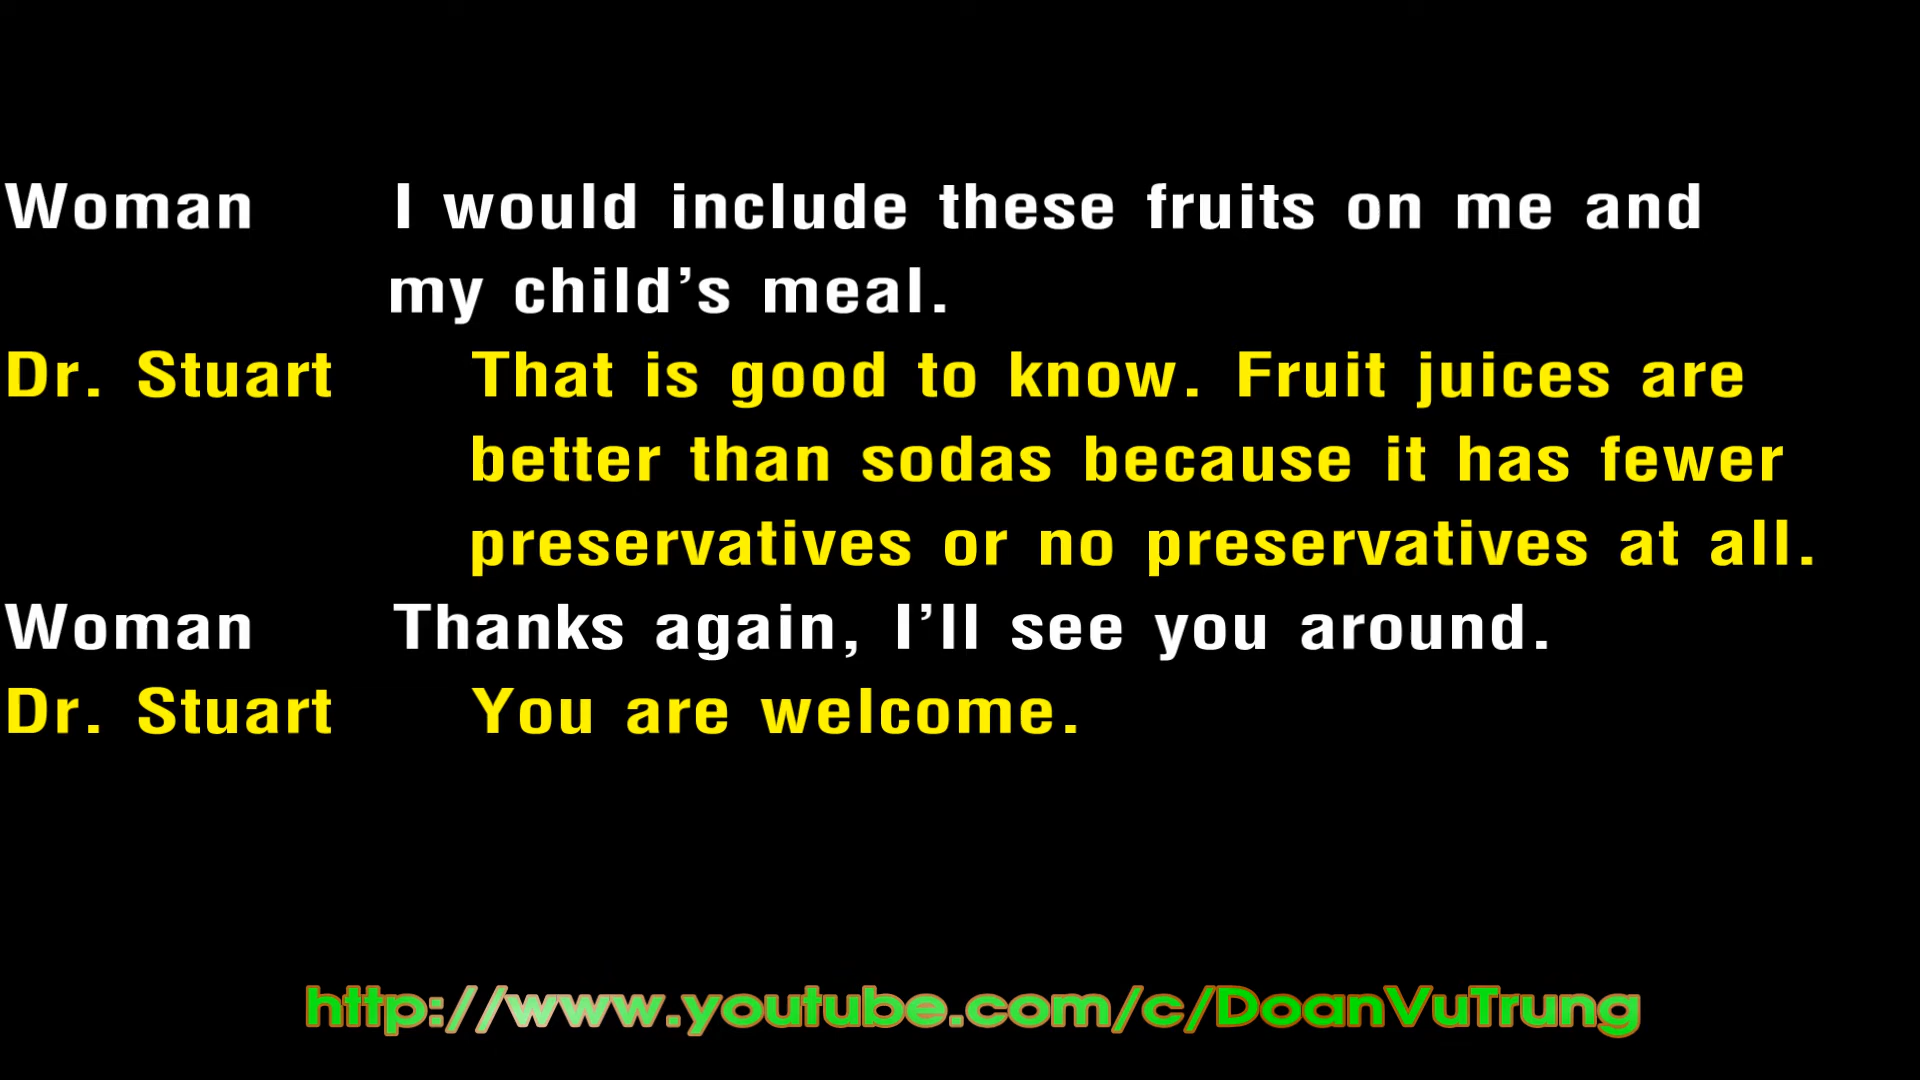 Woman I would include these fruits on me and
my child’s meal.
Dr. Stuart That is good to know. Fruit juices are
better than sodas because it has fewer
preservatives or no preservatives at all.
Woman Thanks again, I’ll see you around.
Dr. Stuart You are welcome.
http://www.youtube.com/c/DoanVuTrung